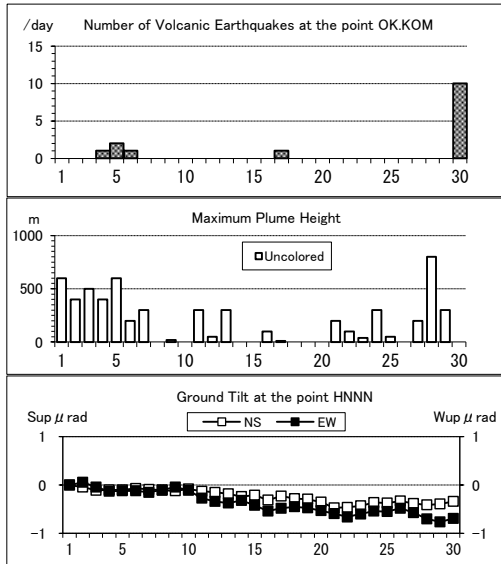 /day Number of Volcanic Earthquakes at the point OK.KOM
15
10
5
0
1 5 10 15 20 25 30
m Maximum Plume Height
1000
Uncolored
500
0
1 5 10 15 20 25 30
Ground Tilt at the point HNNN
Sup μ rad Wup μ rad
1 NS EW 1
0 0
−1 −1
1 5 10 15 20 25 30